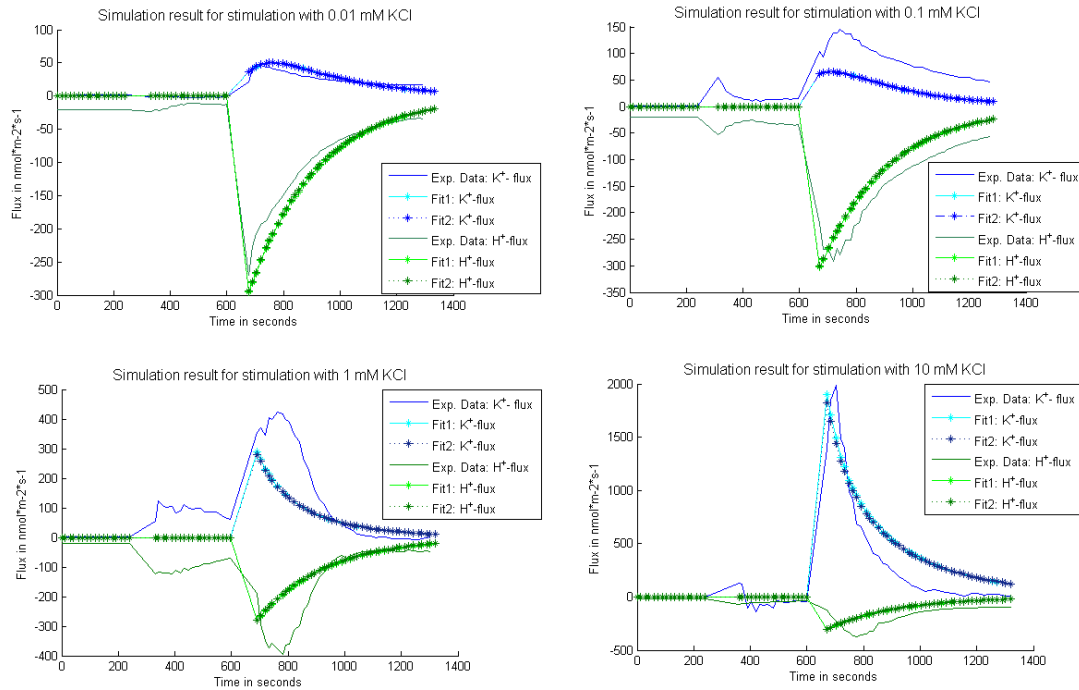 Simulation result for stimulation with 0.01 mM KCl
Flux in nmol*m-2*s-1
100
50
0
-50
-100
-150
-200
-250
-300
0 200 400 600 800 1000 1200 1400
Time in seconds
Exp. Data: K⁺- flux
Fit1: K⁺-flux
Fit2: K⁺-flux
Exp. Data: H⁺-flux
Fit1: H⁺-flux
Fit2: H⁺-flux
Simulation result for stimulation with 0.1 mM KCl
Flux in nmol*m-2*s-1
150
100
50
0
-50
-100
-150
-200
-250
-300
-350
0 200 400 600 800 1000 1200 1400
Time in seconds
Exp. Data: K⁺- flux
Fit1: K⁺-flux
Fit2: K⁺-flux
Exp. Data: H⁺-flux
Fit1: H⁺-flux
Fit2: H⁺-flux
Simulation result for stimulation with 1 mM KCl
Flux in nmol*m-2*s-1
500
400
300
200
100
0
-100
-200
-300
-400
0 200 400 600 800 1000 1200 1400
Time in seconds
Exp. Data: K⁺- flux
Fit1: K⁺-flux
Fit2: K⁺-flux
Exp. Data: H⁺-flux
Fit1: H⁺-flux
Fit2: H⁺-flux
Simulation result for stimulation with 10 mM KCl
Flux in nmol*m-2*s-1
2000
1500
1000
500
0
-500
0 200 400 600 800 1000 1200 1400
Time in seconds
Exp. Data: K⁺- flux
Fit1: K⁺-flux
Fit2: K⁺-flux
Exp. Data: H⁺-flux
Fit1: H⁺-flux
Fit2: H⁺-flux